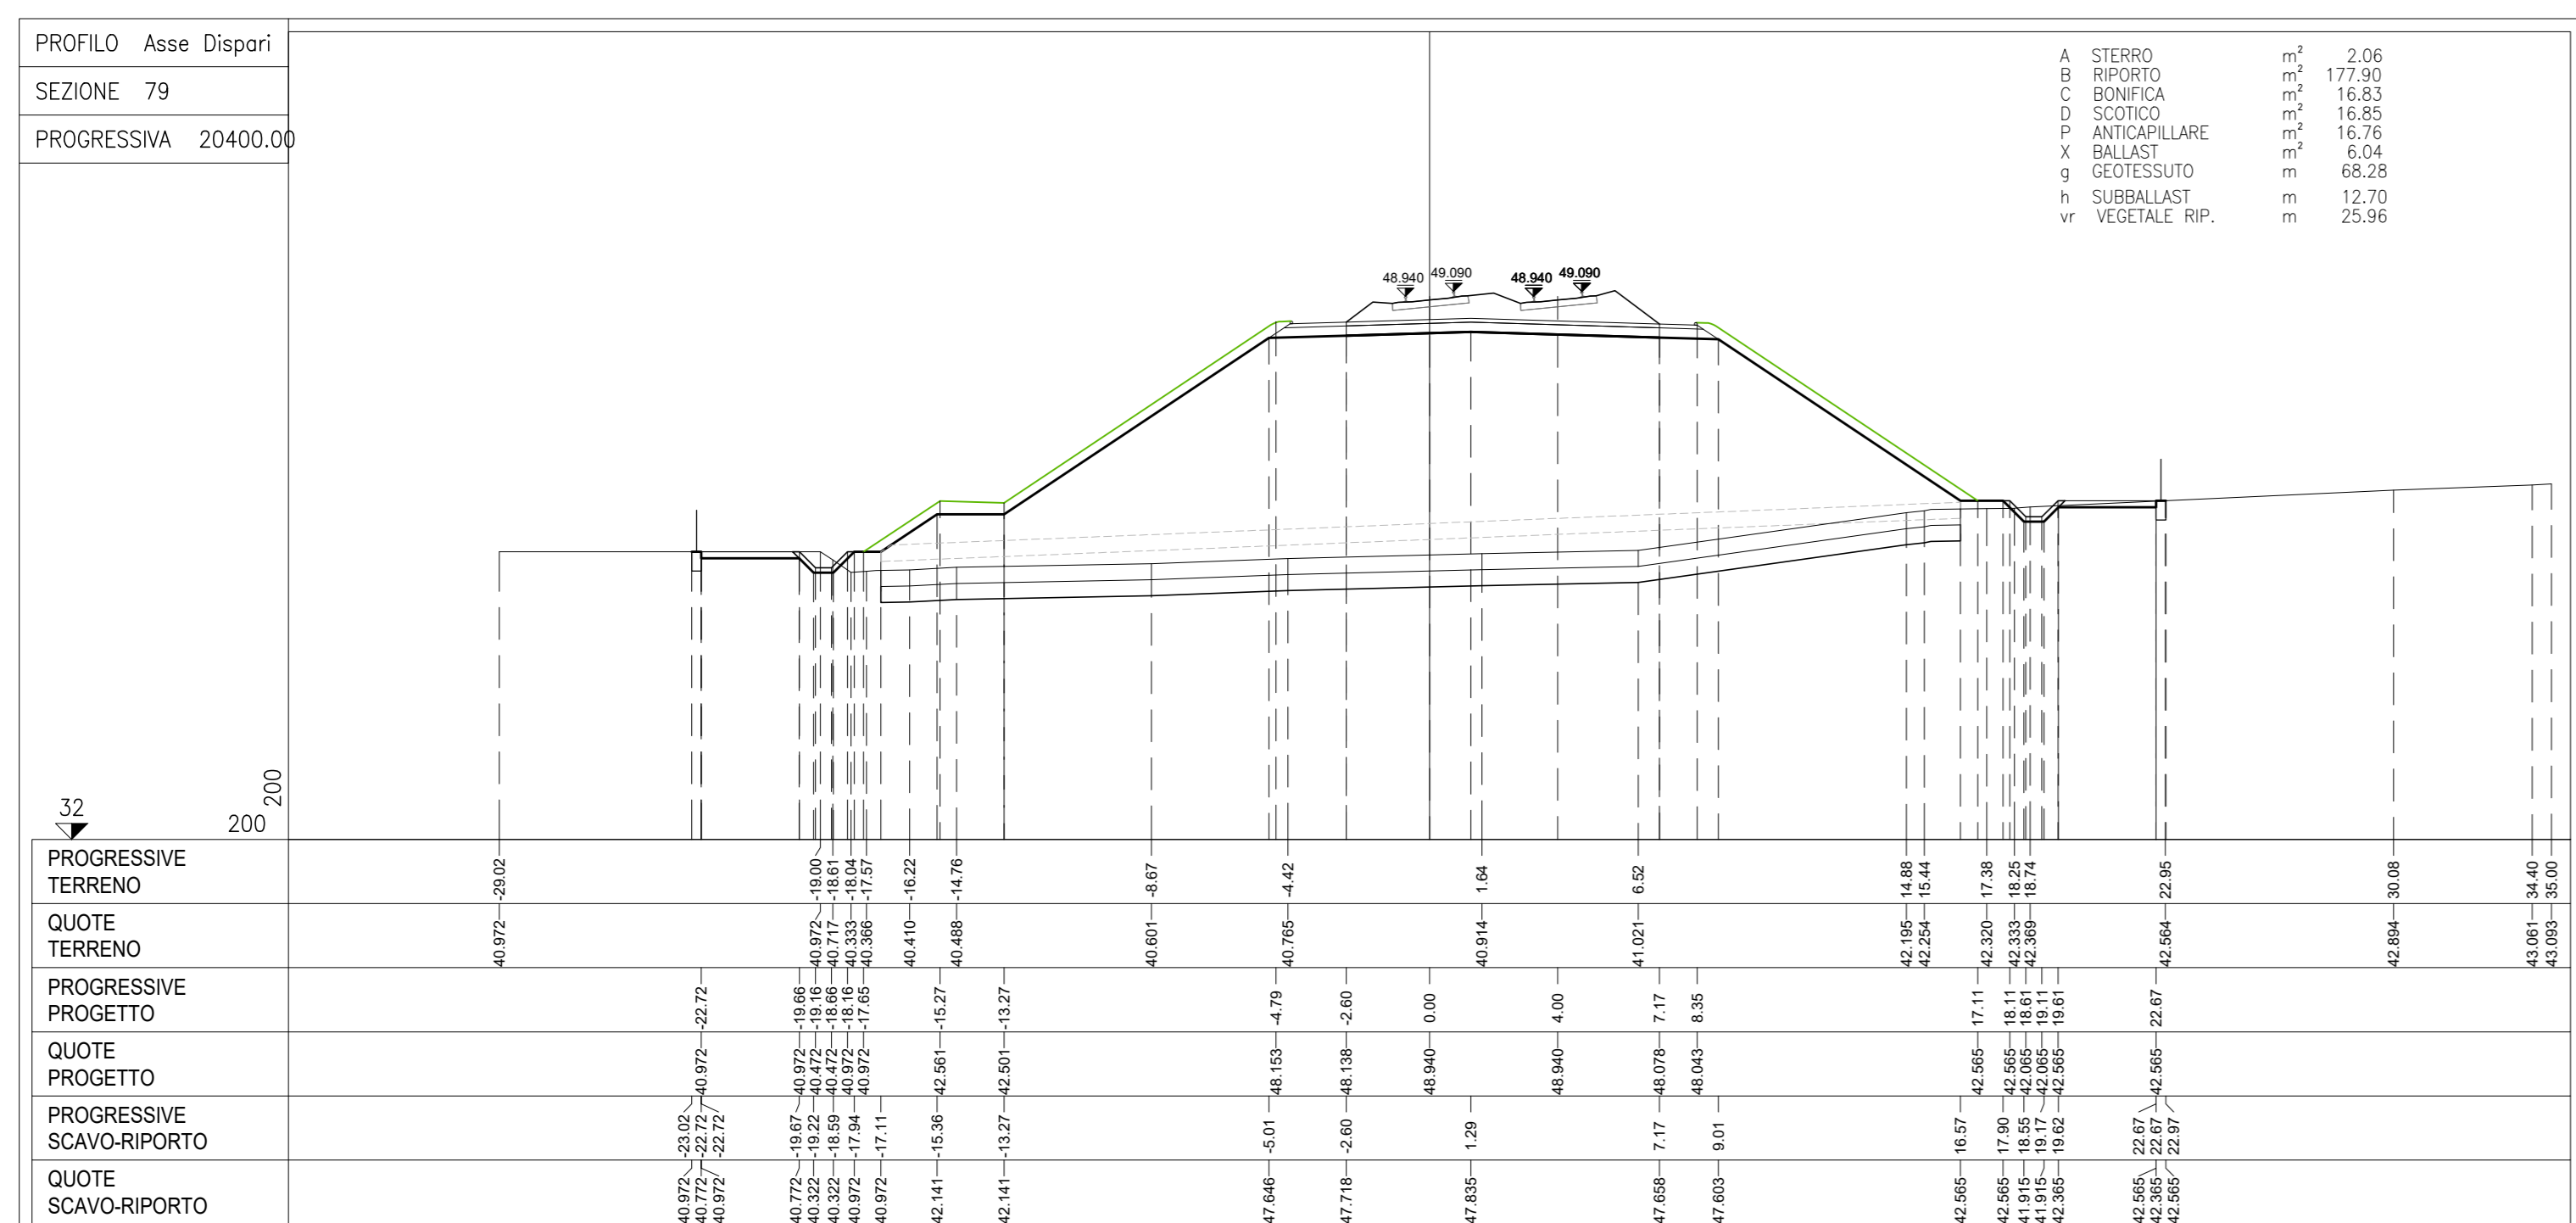 PROFILO Asse Dispari
SEZIONE 79
PROGRESSIVA 20400.00
A STERRO m² 2.06
B RIPORTO m² 177.90
C BONIFICA m² 16.83
D SCOTICO m² 16.85
P ANTICAPILLARE m² 16.76
X BALLAST m² 6.04
g GEOTESSUTO m 68.28
h SUBBALLAST m 12.70
vr VEGETALE RIP. m 25.96
48.940 49.090 48.940 49.090
32
200
200
PROGRESSIVE TERRENO
-29.02 -19.00 -18.61 -18.04 -17.57 -16.22 -14.76 -8.67 -4.42 1.64 6.52 14.88 15.44 17.38 18.25 18.74 22.95 30.08 34.40 35.00
QUOTE TERRENO
40.972 40.972 40.717 40.333 40.366 40.410 40.488 40.601 40.765 40.914 41.021 42.195 42.254 42.320 42.333 42.369 42.564 42.894 43.061 43.093
PROGRESSIVE PROGETTO
-22.72 -19.66 -19.16 -18.66 -18.16 -17.65 -15.27 -13.27 -4.79 -2.60 0.00 4.00 7.17 8.35 17.11 18.11 18.61 19.11 19.61 22.67
QUOTE PROGETTO
40.972 40.972 40.472 40.472 40.972 40.972 42.561 42.501 48.153 48.138 48.940 48.940 48.078 48.043 42.565 42.565 42.065 42.065 42.565 42.565
PROGRESSIVE SCAVO-RIPORTO
-23.02 -22.72 -22.72 -19.67 -19.22 -18.59 -17.94 -17.11 -15.36 -13.27 -5.01 -2.60 1.29 7.17 9.01 16.57 17.90 18.55 19.17 19.62 22.67 22.67 22.97
QUOTE SCAVO-RIPORTO
40.972 40.772 40.972 40.772 40.322 40.322 40.972 40.972 42.141 42.141 47.646 47.718 47.835 47.658 47.603 42.565 42.565 41.915 41.915 42.365 42.565 42.365 42.565